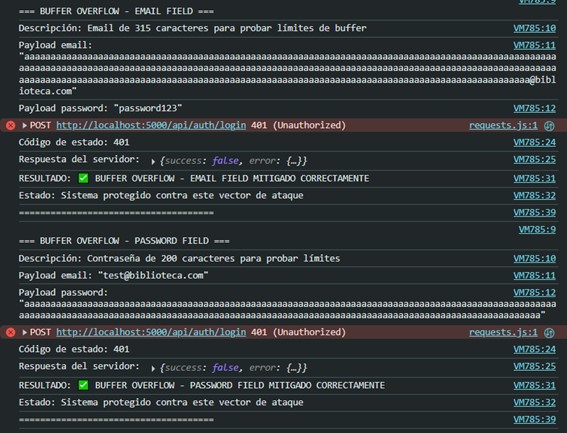 VM785:9
=== BUFFER OVERFLOW - EMAIL FIELD ===
Descripción: Email de 315 caracteres para probar límites de buffer VM785:10
Payload email: VM785:11
"aaaaaaaaaaaaaaaaaaaaaaaaaaaaaaaaaaaaaaaaaaaaaaaaaaaaaaaaaaaaaaaaaaaaaaaaaaaaaaaaaaaaaaaaaaaaaaaaaaaa
aaaaaaaaaaaaaaaaaaaaaaaaaaaaaaaaaaaaaaaaaaaaaaaaaaaaaaaaaaaaaaaaaaaaaaaaaaaaaaaaaaaaaaaaaaaaaaaaaaaaa
aaaaaaaaaaaaaaaaaaaaaaaaaaaaaaaaaaaaaaaaaaaaaaaaaaaaaaaaaaaaaaaaaaaaaaaaaaaaaaaaaaaaaaaaaaaaaaaa@bibl
ioteca.com"
Payload password: "password123" VM785:12
POST http://localhost:5000/api/auth/login 401 (Unauthorized) requests.js:1
Código de estado: 401 VM785:24
Respuesta del servidor: {success: false, error: {…}} VM785:25
RESULTADO: ✅ BUFFER OVERFLOW - EMAIL FIELD MITIGADO CORRECTAMENTE VM785:31
Estado: Sistema protegido contra este vector de ataque VM785:32
===================================== VM785:39
VM785:9
=== BUFFER OVERFLOW - PASSWORD FIELD ===
Descripción: Contraseña de 200 caracteres para probar límites VM785:10
Payload email: "test@biblioteca.com" VM785:11
Payload password: VM785:12
"aaaaaaaaaaaaaaaaaaaaaaaaaaaaaaaaaaaaaaaaaaaaaaaaaaaaaaaaaaaaaaaaaaaaaaaaaaaaaaaaaaaaaaaaaaaaaaaaaaaa
aaaaaaaaaaaaaaaaaaaaaaaaaaaaaaaaaaaaaaaaaaaaaaaaaaaaaaaaaaaaaaaaaaaaaaaaaaaaaaaaaaaaaaaaaaaaaaaaaaaa"
POST http://localhost:5000/api/auth/login 401 (Unauthorized) requests.js:1
Código de estado: 401 VM785:24
Respuesta del servidor: {success: false, error: {…}} VM785:25
RESULTADO: ✅ BUFFER OVERFLOW - PASSWORD FIELD MITIGADO CORRECTAMENTE VM785:31
Estado: Sistema protegido contra este vector de ataque VM785:32
===================================== VM785:39